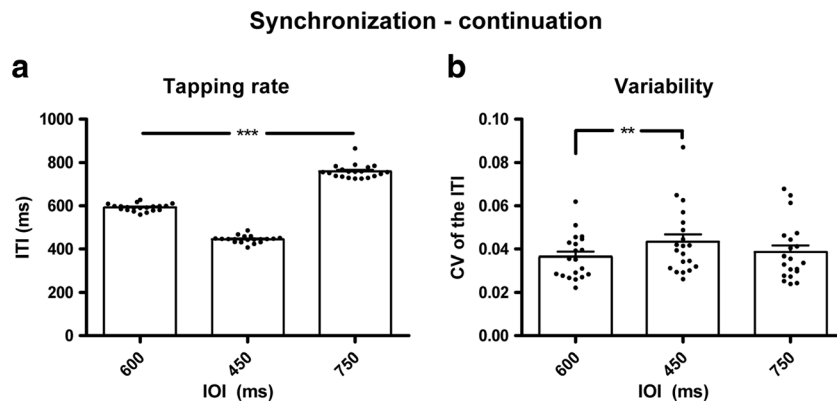 Synchronization - continuation
a
Tapping rate
1000
800
600
400
200
0
ITI (ms)
***
600
450
750
IOI (ms)
b
Variability
0.10
0.08
0.06
0.04
0.02
0.00
CV of the ITI
**
600
450
750
IOI (ms)